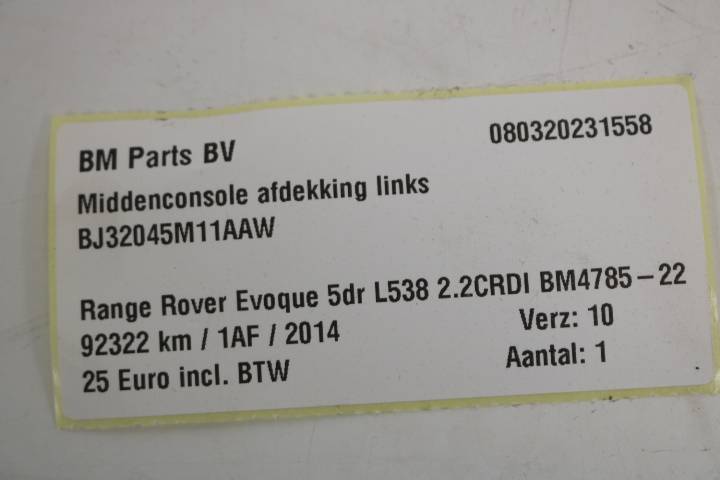 BM Parts BV 080320231558
Middenconsole afdekking links
BJ32045M11AAW
Range Rover Evoque 5dr L538 2.2CRDI BM4785-22
92322 km / 1AF / 2014 Verz: 10
25 Euro incl. BTW Aantal: 1